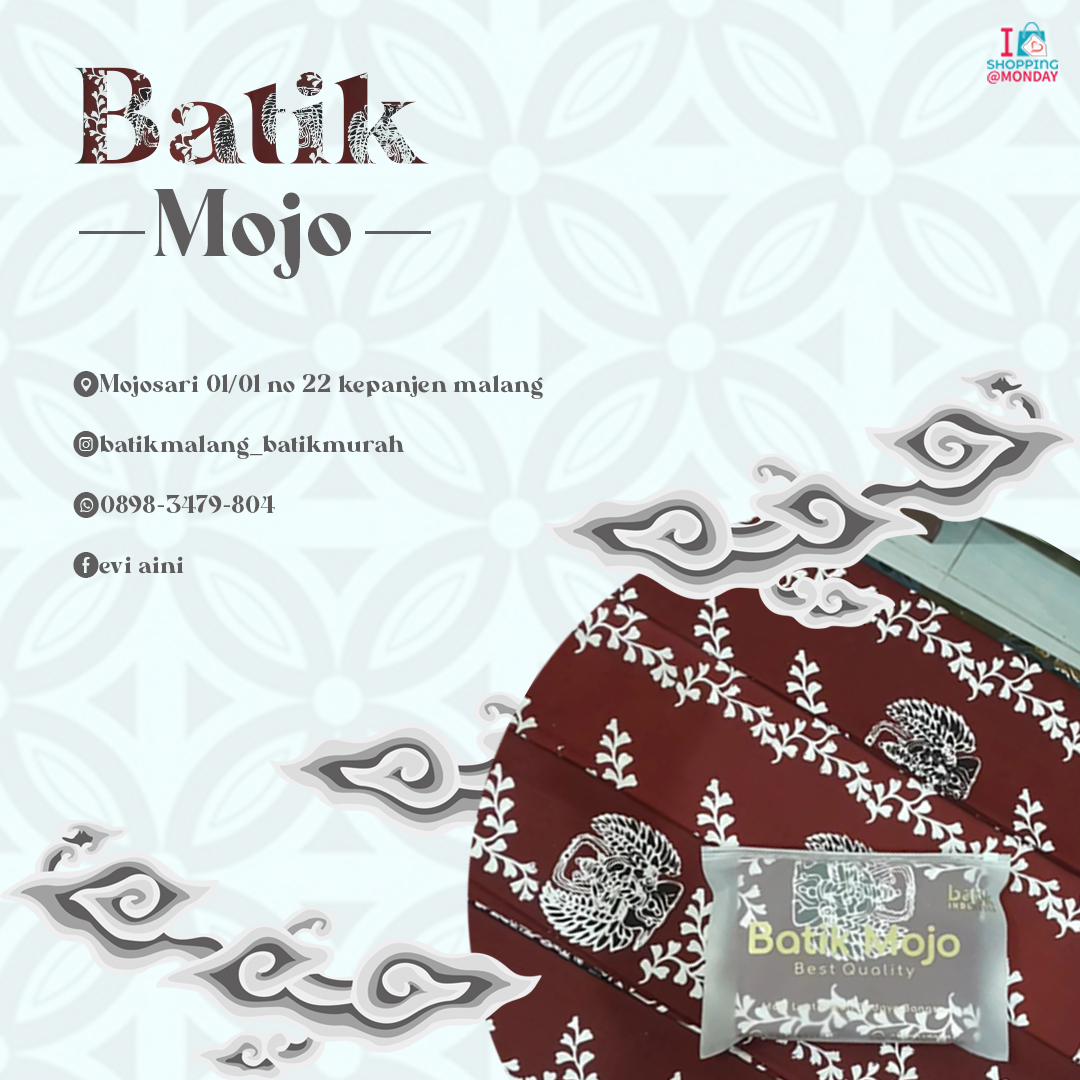 I
SHOPPING
@MONDAY
Batik
Mojo
Mojosari 01/01 no 22 kepanjen malang
batikmalang_batikmurah
0898-3479-804
evi aini
Batik Mojo
Best Quality